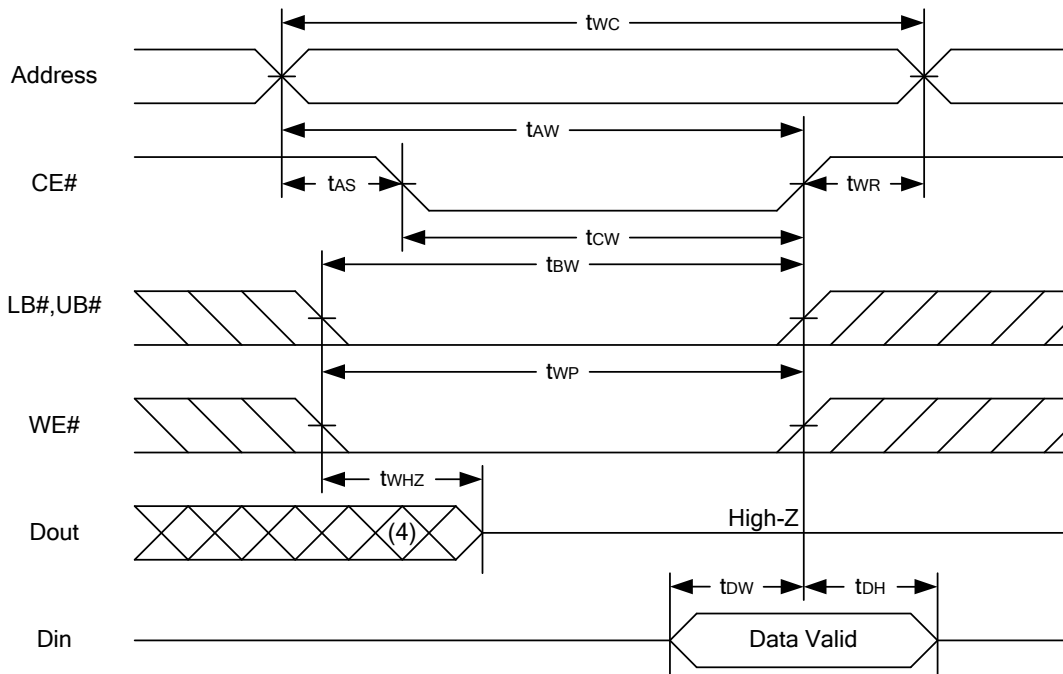 tWC
Address
tAW
CE#
tAS
tWR
tCW
tBW
LB#,UB#
tWP
WE#
tWHZ
Dout
(4)
High-Z
tDW
tDH
Din
Data Valid